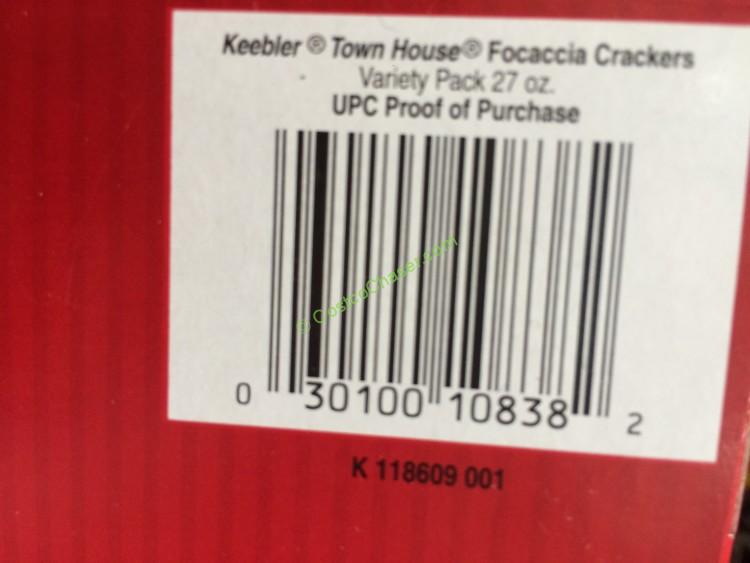 Keebler® Town House® Focaccia Crackers
Variety Pack 27 oz.
UPC Proof of Purchase
© CostcoChaser.com
0 30100 10838 2
K 118609 001